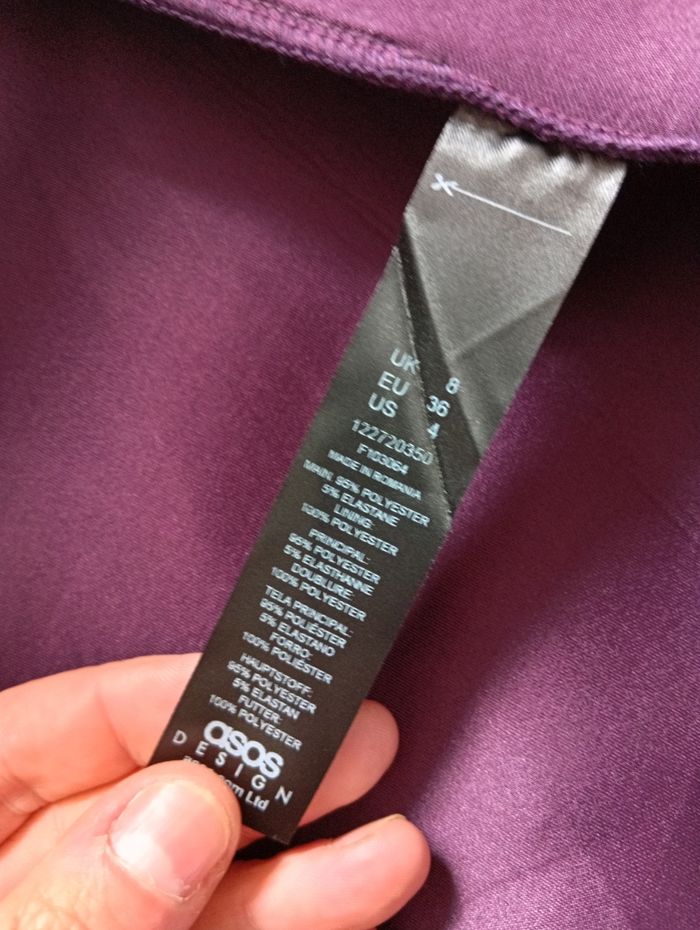 UK 8
EU 36
US 4
122720350
F103064
MADE IN ROMANIA
MAIN: 95% POLYESTER
5% ELASTANE
LINING:
100% POLYESTER
PRINCIPAL:
95% POLYESTER
5% ELASTHANNE
DOUBLURE:
100% POLYESTER
TELA PRINCIPAL:
95% POLIÉSTER
5% ELASTANO
FORRO:
100% POLIÉSTER
HAUPTSTOFF:
95% POLYESTER
5% ELASTAN
FUTTER:
100% POLYESTER
asos
DESIGN
Ltd